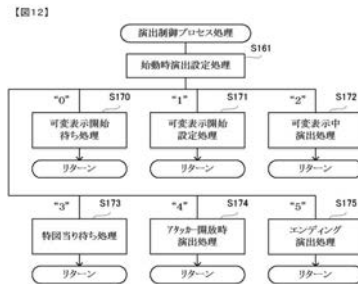 【図12】
演出制御プロセス処理
S161
始動時演出設定処理
"0" S170
可変表示開始
待ち処理
リターン
"1" S171
可変表示開始
設定処理
リターン
"2" S172
可変表示中
演出処理
リターン
"3" S173
特図当り待ち処理
リターン
"4" S174
アタッカー開放時
演出処理
リターン
"5" S175
エンディング
演出処理
リターン